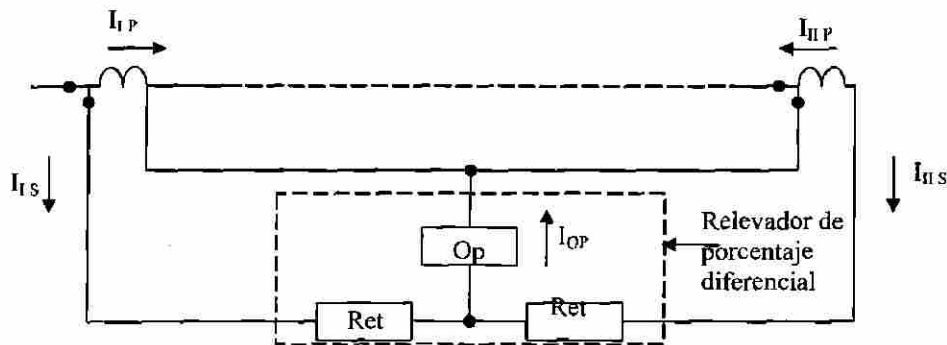 I I P
I II P
I I S
I II S
Op
I OP
Relevador de
porcentaje
diferencial
Ret
Ret